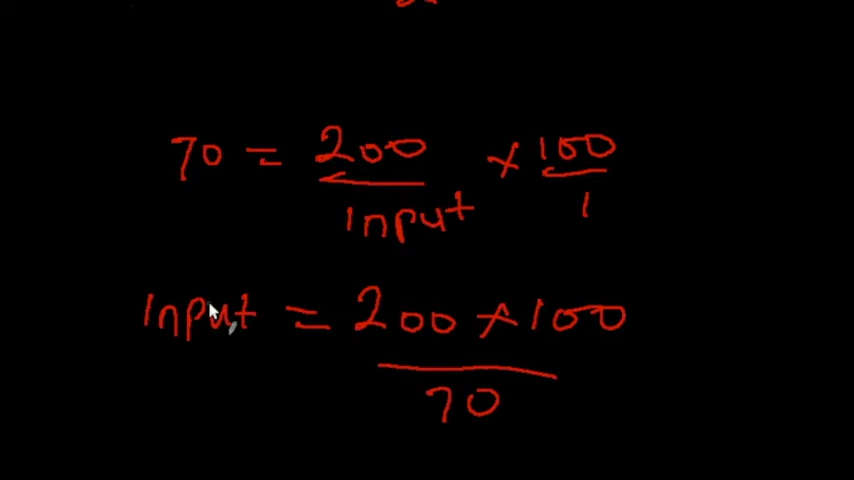 70 = 200 × 100
input 1
input = 200 × 100
70